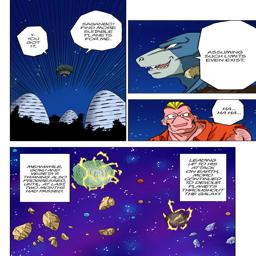 SAGANBO!
FIND MORE
SUITABLE
PLANETS
FOR ME.
Y-
YOU
GOT
IT.
ASSUMING
SUCH LIMITS
EVEN EXIST.
HA...
HA HA...
MEANWHILE,
GOKU AND
VEGETA'S
TRAINING ALSO
PROGRESSED,
UNTIL AT LAST,
TWO MONTHS
HAD PASSED.
LEADING
UP TO HIS
ATTACK
ON EARTH,
MORO
CONTINUED
TO DEVOUR
PLANETS
THROUGHOUT
THE GALAXY.